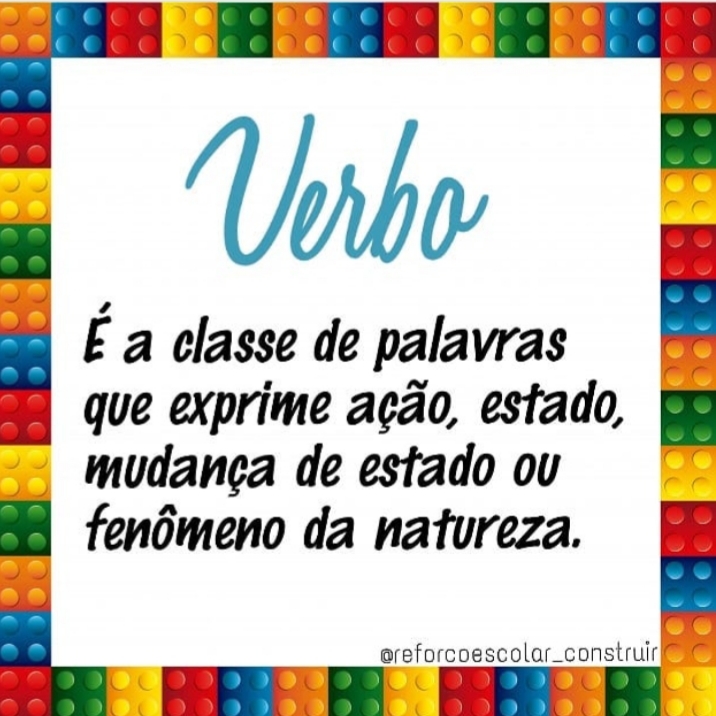 Verbo
É a classe de palavras
que exprime ação, estado,
mudança de estado ou
fenômeno da natureza.
@reforcoescolar_construir